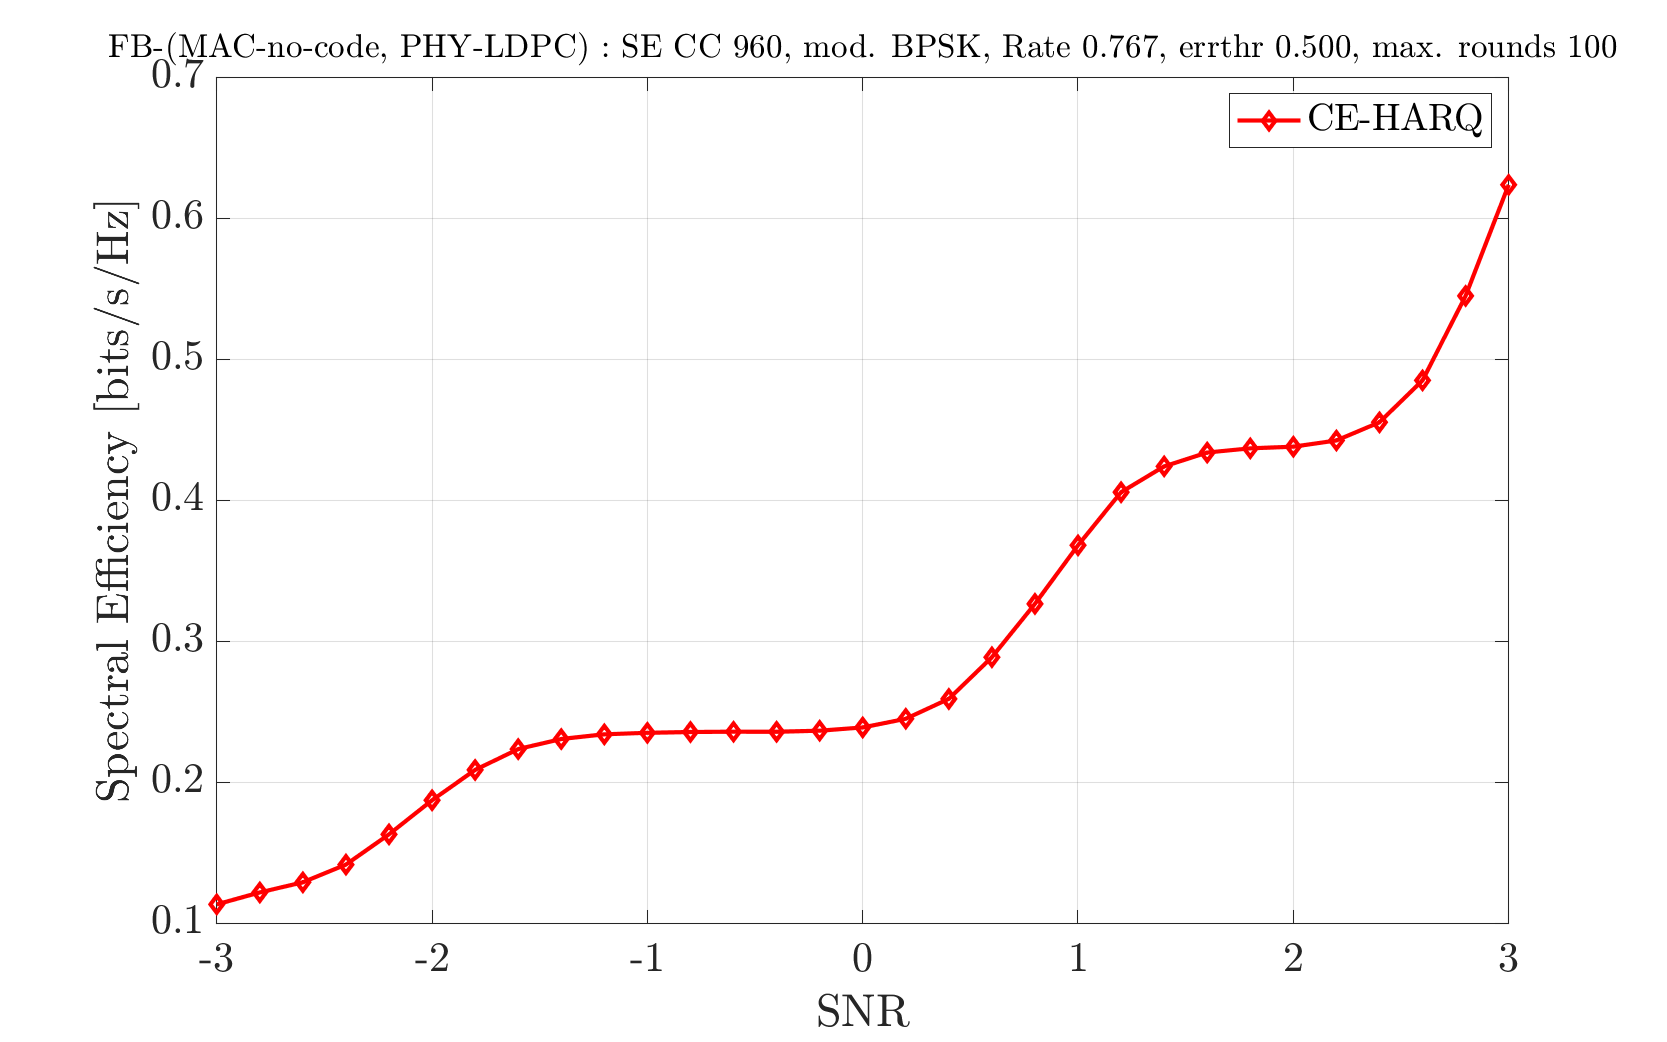 FB-(MAC-no-code, PHY-LDPC) : SE CC 960, mod. BPSK, Rate 0.767, errthr 0.500, max. rounds 100
CE-HARQ
Spectral Efficiency [bits/s/Hz]
0.7
0.6
0.5
0.4
0.3
0.2
0.1
-3 -2 -1 0 1 2 3
SNR